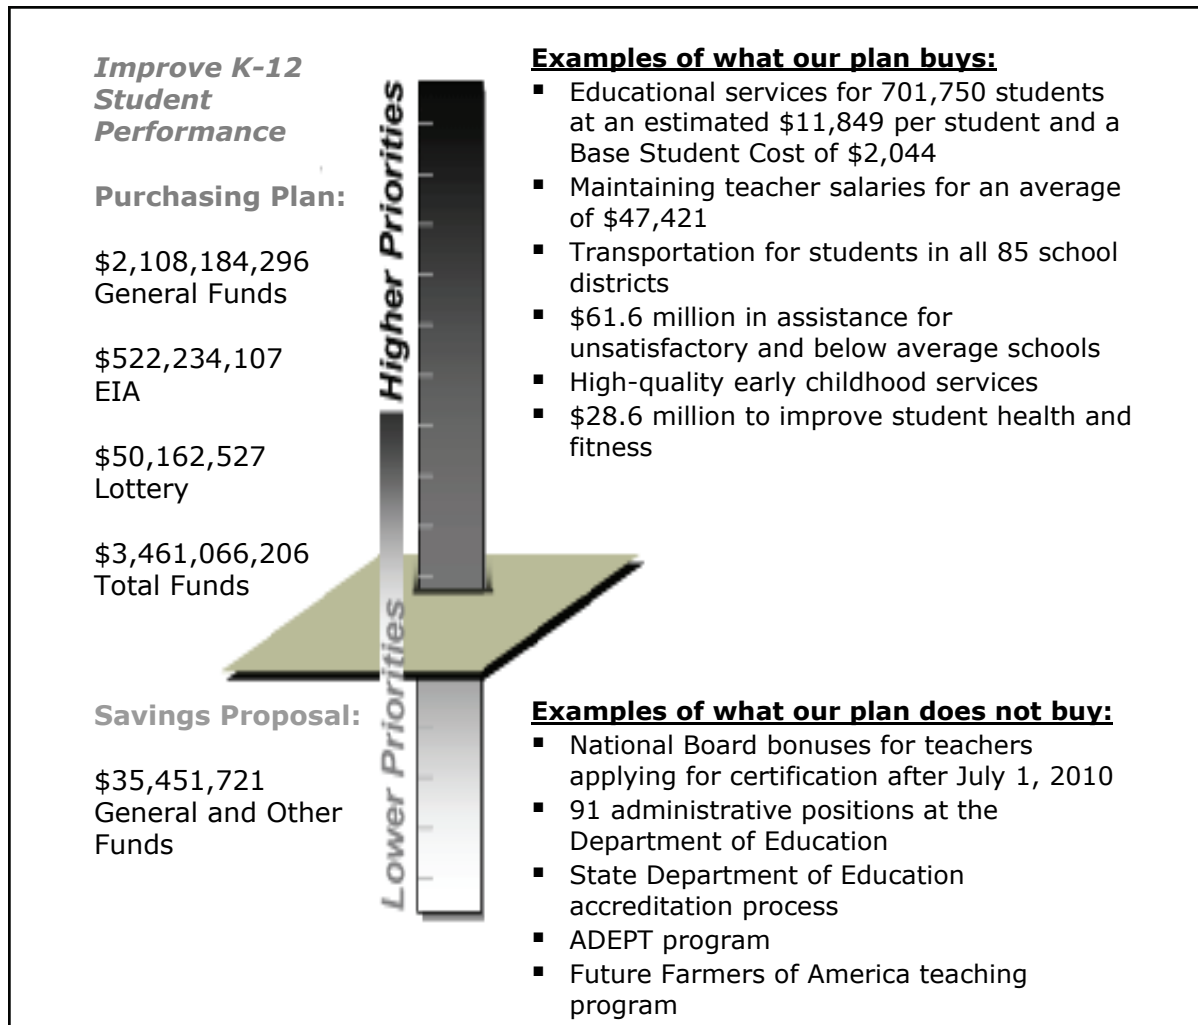 Improve K-12
Student
Performance
Purchasing Plan:
$2,108,184,296
General Funds
$522,234,107
EIA
$50,162,527
Lottery
$3,461,066,206
Total Funds
Savings Proposal:
$35,451,721
General and Other
Funds
Higher Priorities
Lower Priorities
Examples of what our plan buys:
▪ Educational services for 701,750 students
at an estimated $11,849 per student and a
Base Student Cost of $2,044
▪ Maintaining teacher salaries for an average
of $47,421
▪ Transportation for students in all 85 school
districts
▪ $61.6 million in assistance for
unsatisfactory and below average schools
▪ High-quality early childhood services
▪ $28.6 million to improve student health and
fitness
Examples of what our plan does not buy:
▪ National Board bonuses for teachers
applying for certification after July 1, 2010
▪ 91 administrative positions at the
Department of Education
▪ State Department of Education
accreditation process
▪ ADEPT program
▪ Future Farmers of America teaching
program